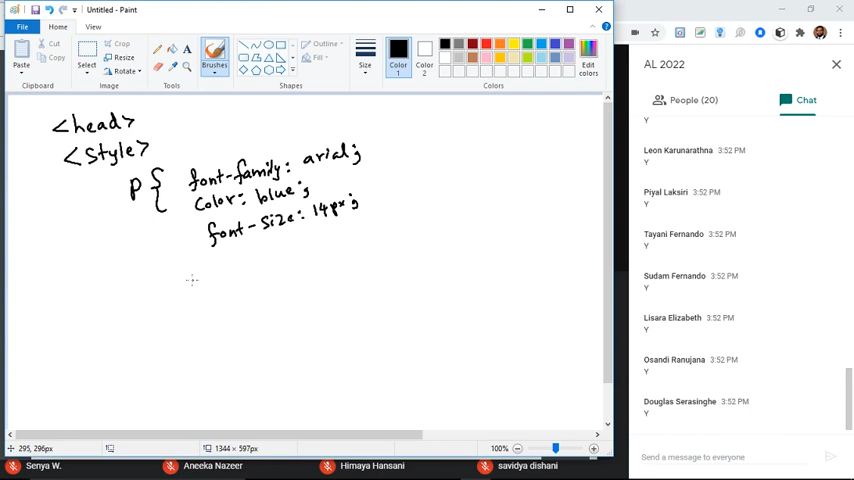 Untitled - Paint
File Home View
Cut
Copy
Paste
Clipboard
Select
Crop
Resize
Rotate
Image
Tools
Brushes
Outline
Fill
Shapes
Size
Color 1
Color 2
Edit colors
Colors
<head>
<style>
p{ font-family: arial;
color: blue;
font-size: 14px;
295, 296px
1344 × 597px
100%
AL 2022
People (20)
Chat
Y
Leon Karunarathna 3:52 PM
Y
Piyal Laksiri 3:52 PM
Y
Tayani Fernando 3:52 PM
Y
Sudam Fernando 3:52 PM
Y
Lisara Elizabeth 3:52 PM
Y
Osandi Ranujana 3:52 PM
Y
Douglas Serasinghe 3:52 PM
Y
Send a message to everyone
Senya W. Aneeka Nazeer Himaya Hansani savidya dishani